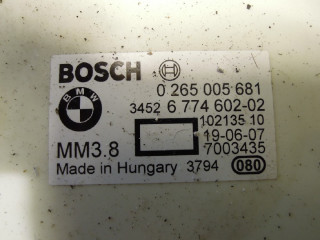 BOSCH 0 265 005 681
BMW 3452 6 774 602-02
102135 10
19-06-07
MM3.8 7003435
Made in Hungary 3794 080